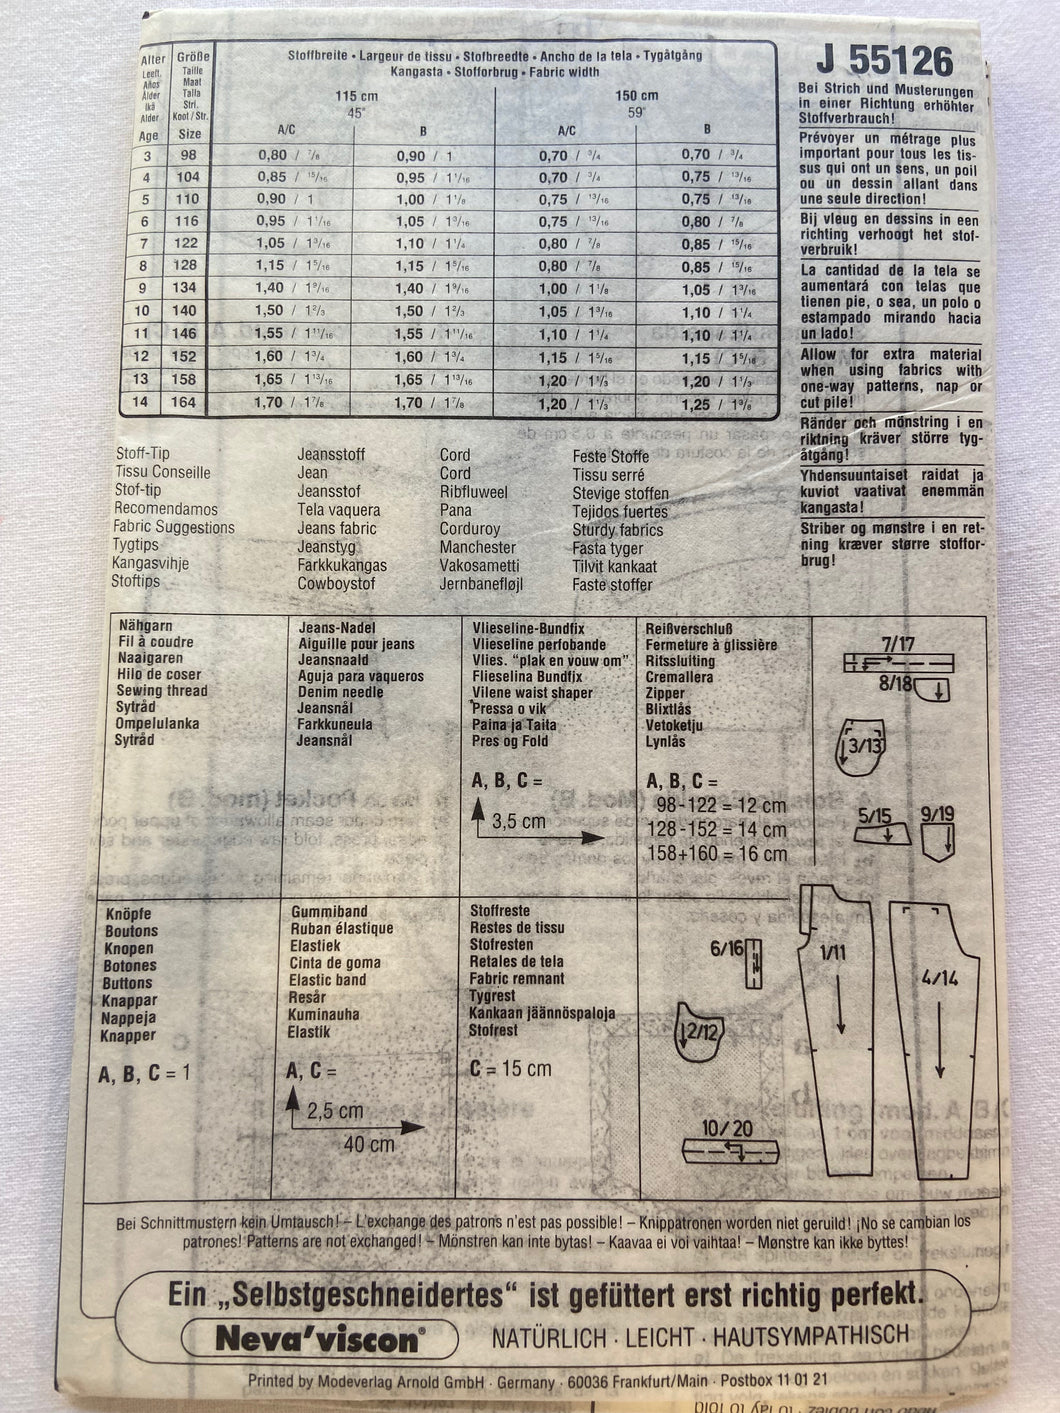 J 55126
Alter
Leeft.
Años
Ålder
Ikä
Alder
Age
Größe
Taille
Maat
Talla
Strl.
Koot / Str.
Size
Stoffbreite • Largeur de tissu • Stofbreedte • Ancho de la tela • Tygåtgång
Kangasta • Stofforbrug • Fabric width
115 cm 150 cm
45" 59"
A/C B A/C B
3 98 0,80 / 7/8 0,90 / 1 0,70 / 3/4 0,70 / 3/4
4 104 0,85 / 15/16 0,95 / 1 1/16 0,70 / 3/4 0,75 / 13/16
5 110 0,90 / 1 1,00 / 1 1/8 0,75 / 13/16 0,75 / 13/16
6 116 0,95 / 1 1/16 1,05 / 1 3/16 0,75 / 13/16 0,80 / 7/8
7 122 1,05 / 1 3/16 1,10 / 1 1/4 0,80 / 7/8 0,85 / 15/16
8 128 1,15 / 1 5/16 1,15 / 1 5/16 0,80 / 7/8 0,85 / 15/16
9 134 1,40 / 1 9/16 1,40 / 1 9/16 1,00 / 1 1/8 1,05 / 1 3/16
10 140 1,50 / 1 2/3 1,50 / 1 2/3 1,05 / 1 3/16 1,10 / 1 1/4
11 146 1,55 / 1 11/16 1,55 / 1 11/16 1,10 / 1 1/4 1,10 / 1 1/4
12 152 1,60 / 1 3/4 1,60 / 1 3/4 1,15 / 1 5/16 1,15 / 1 5/16
13 158 1,65 / 1 13/16 1,65 / 1 13/16 1,20 / 1 1/3 1,20 / 1 1/3
14 164 1,70 / 1 7/8 1,70 / 1 7/8 1,20 / 1 1/3 1,25 / 1 3/8
Bei Strich und Musterungen
in einer Richtung erhöhter
Stoffverbrauch!
Prévoyer un métrage plus
important pour tous les tis-
sus qui ont un sens, un poil
ou un dessin allant dans
une seule direction!
Bij vleug en dessins in een
richting verhoogt het stof-
verbruik!
La cantidad de la tela se
aumentará con telas que
tienen pie, o sea, un polo o
estampado mirando hacia
un lado!
Allow for extra material
when using fabrics with
one-way patterns, nap or
cut pile!
Ränder och mönstring i en
riktning kräver större tyg-
åtgång!
Yhdensuuntaiset raidat ja
kuviot vaativat enemmän
kangasta!
Striber og mønstre i en ret-
ning kræver større stoffor-
brug!
Stoff-Tip Jeansstoff Cord Feste Stoffe
Tissu Conseille Jean Cord Tissu serré
Stof-tip Jeansstof Ribfluweel Stevige stoffen
Recomendamos Tela vaquera Pana Tejidos fuertes
Fabric Suggestions Jeans fabric Corduroy Sturdy fabrics
Tygtips Jeanstyg Manchester Fasta tyger
Kangasvihje Farkkukangas Vakosametti Tilvit kankaat
Stoftips Cowboystof Jernbanefløjl Faste stoffer
Nähgarn
Fil à coudre
Naaigaren
Hilo de coser
Sewing thread
Sytråd
Ompelulanka
Sytråd
Jeans-Nadel
Aiguille pour jeans
Jeansnaald
Aguja para vaqueros
Denim needle
Jeansnål
Farkkuneula
Jeansnål
Vlieseline-Bundfix
Vlieseline perfobande
Vlies. "plak en vouw om"
Flieselina Bundfix
Vilene waist shaper
Pressa o vik
Paina ja Taita
Pres og Fold
A, B, C =
3,5 cm
Reißverschluß
Fermeture à glissière
Ritssluiting
Cremallera
Zipper
Blixtlås
Vetoketju
Lynlås
A, B, C =
98-122 = 12 cm
128-152 = 14 cm
158+160 = 16 cm
7/17
8/18
3/13
5/15
9/19
Knöpfe
Boutons
Knopen
Botones
Buttons
Knappar
Nappeja
Knapper
A, B, C = 1
Gummiband
Ruban élastique
Elastiek
Cinta de goma
Elastic band
Resår
Kuminauha
Elastik
A, C =
2,5 cm
40 cm
Stoffreste
Restes de tissu
Stofresten
Retales de tela
Fabric remnant
Tygrest
Kankaan jäännöspaloja
Stofrest
C = 15 cm
6/16
1/11
4/14
2/12
10/20
Bei Schnittmustern kein Umtausch! – L'exchange des patrons n'est pas possible! – Knippatronen worden niet geruild! ¡No se cambian los
patrones! Patterns are not exchanged! – Mönstren kan inte bytas! – Kaavaa ei voi vaihtaa! – Mønstre kan ikke byttes!
Ein „Selbstgeschneidertes“ ist gefüttert erst richtig perfekt.
Neva'viscon® NATÜRLICH · LEICHT · HAUTSYMPATHISCH
Printed by Modeverlag Arnold GmbH · Germany · 60036 Frankfurt/Main · Postbox 11 01 21